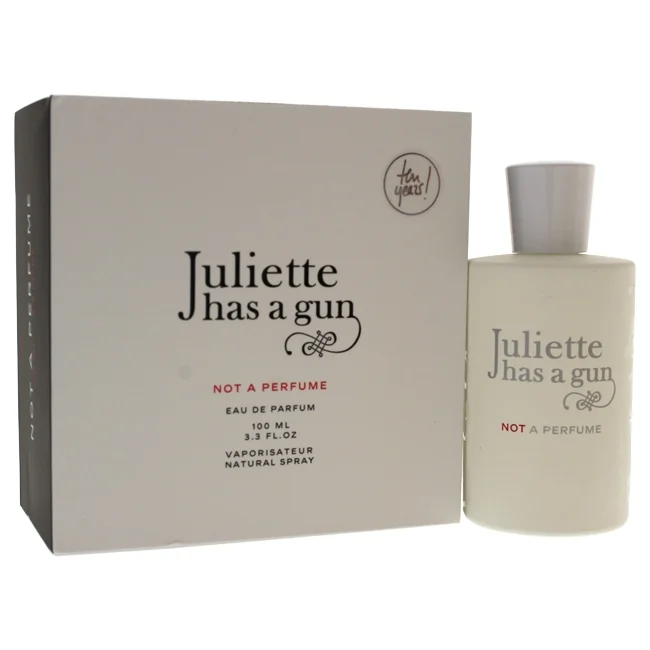 NOT A PERFUME
ten
years!
Juliette
has a gun
NOT A PERFUME
EAU DE PARFUM
100 ML
3.3 FL.OZ
VAPORISATEUR
NATURAL SPRAY
Juliette
has a gun
NOT A PERFUME